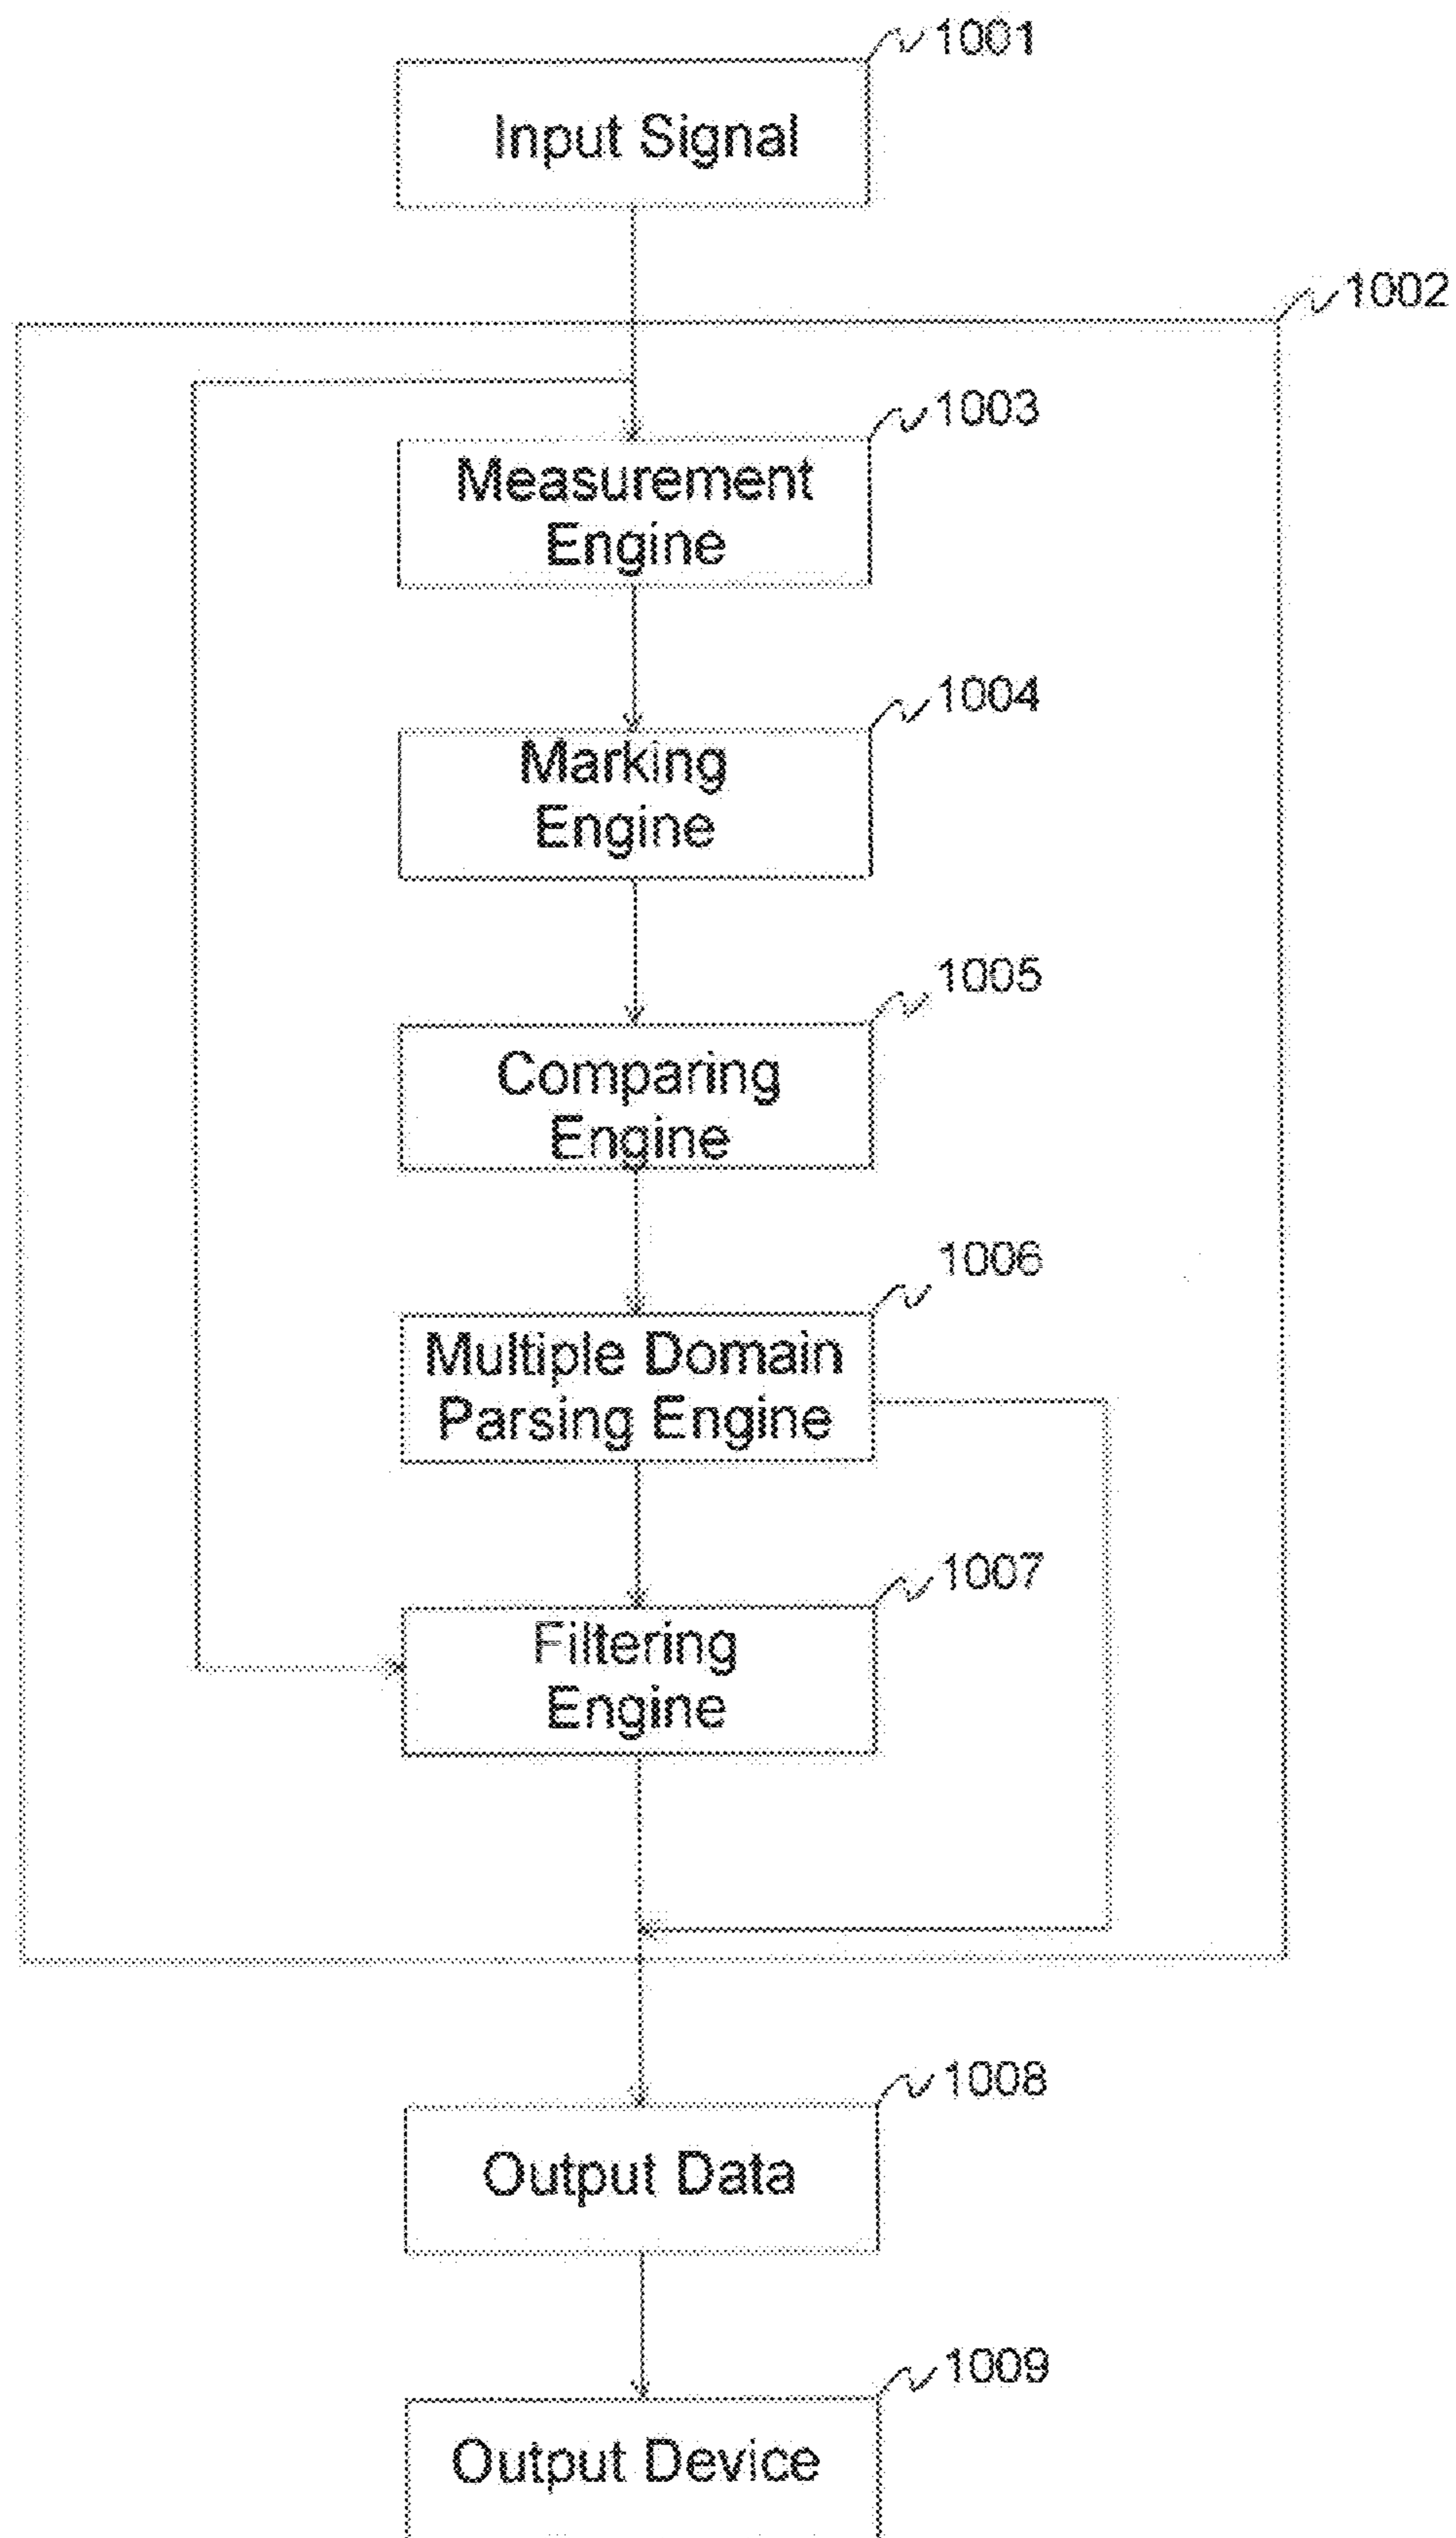 1001
Input Signal
1002
1003
Measurement
Engine
1004
Marking
Engine
1005
Comparing
Engine
1006
Multiple Domain
Parsing Engine
1007
Filtering
Engine
1008
Output Data
1009
Output Device